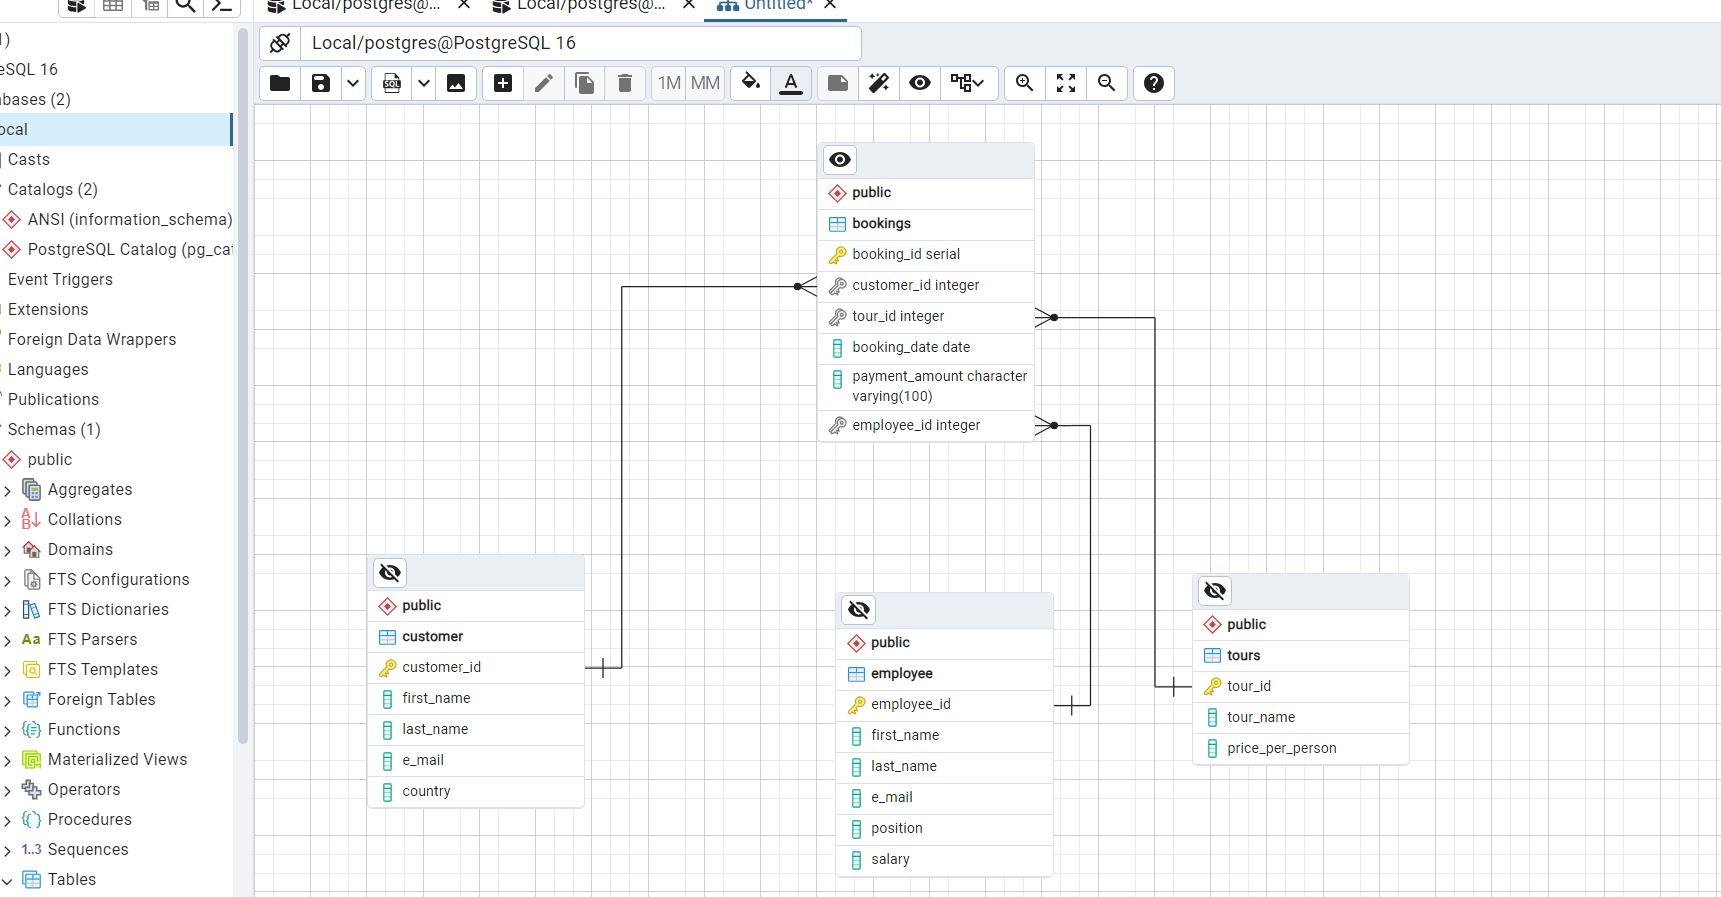 Local/postgres@...
Local/postgres@...
Untitled*
Local/postgres@PostgreSQL 16
SQL
1M
MM
A
1)
eSQL 16
bases (2)
ocal
Casts
Catalogs (2)
ANSI (information_schema)
PostgreSQL Catalog (pg_cat
Event Triggers
Extensions
Foreign Data Wrappers
Languages
Publications
Schemas (1)
public
Aggregates
Collations
Domains
FTS Configurations
FTS Dictionaries
Aa FTS Parsers
FTS Templates
Foreign Tables
Functions
Materialized Views
Operators
Procedures
1..3 Sequences
Tables
public
bookings
booking_id serial
customer_id integer
tour_id integer
booking_date date
payment_amount character
varying(100)
employee_id integer
public
customer
customer_id
first_name
last_name
e_mail
country
public
employee
employee_id
first_name
last_name
e_mail
position
salary
public
tours
tour_id
tour_name
price_per_person